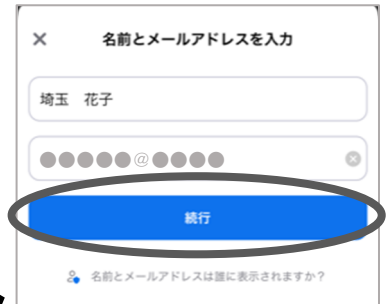 名前とメールアドレスを入力
埼玉　花子
●●●●●@●●●●
続行
名前とメールアドレスは誰に表示されますか？